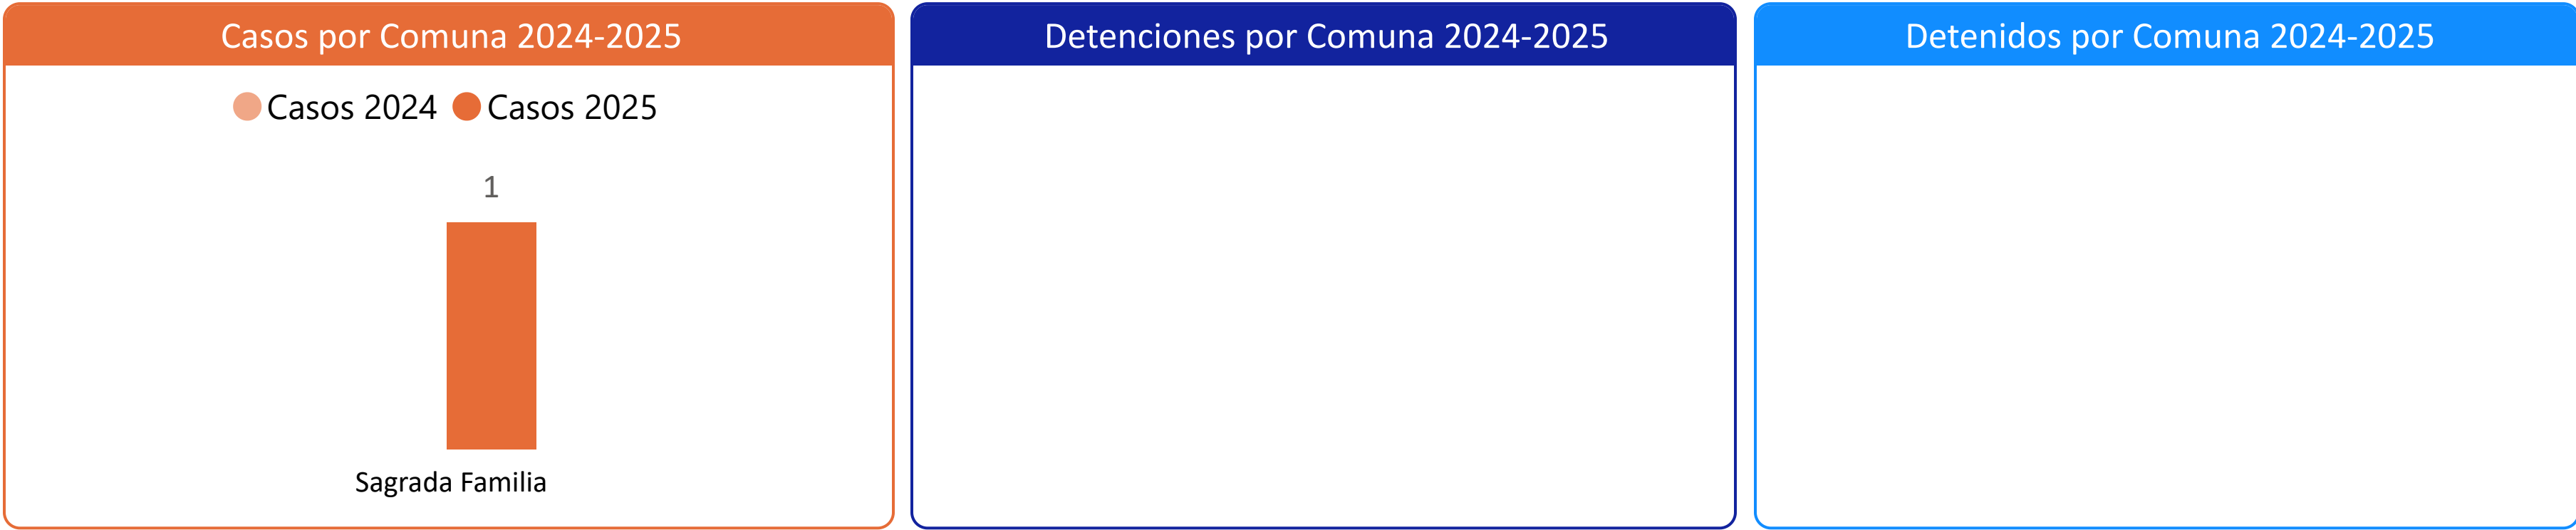 Casos por Comuna 2024-2025
Casos 2024 Casos 2025
1
Sagrada Familia
Detenciones por Comuna 2024-2025
Detenidos por Comuna 2024-2025